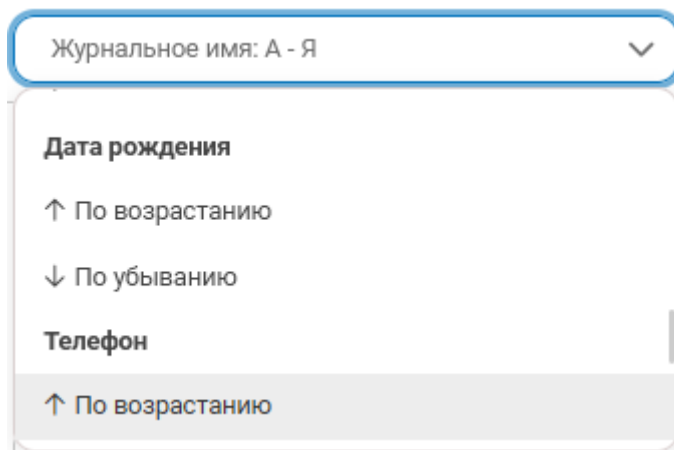 Журнальное имя: А - Я
Дата рождения
↑ По возрастанию
↓ По убыванию
Телефон
↑ По возрастанию